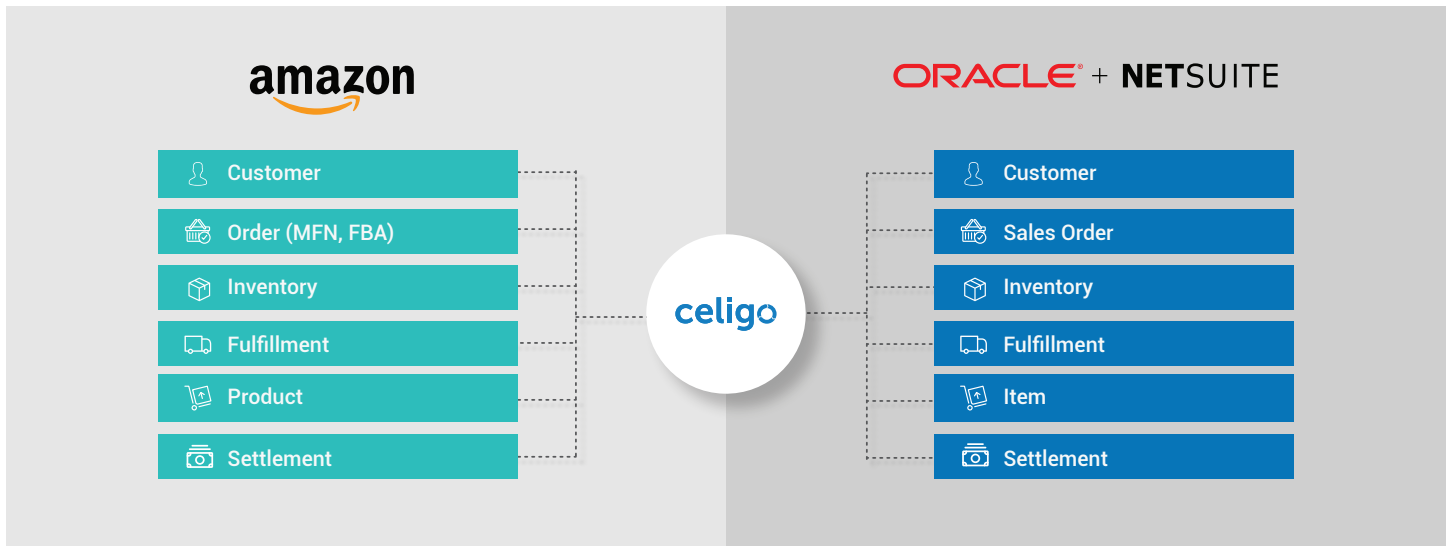 amazon
Customer
Order (MFN, FBA)
Inventory
Fulfillment
Product
Settlement
celigo
ORACLE® + NETSUITE
Customer
Sales Order
Inventory
Fulfillment
Item
Settlement